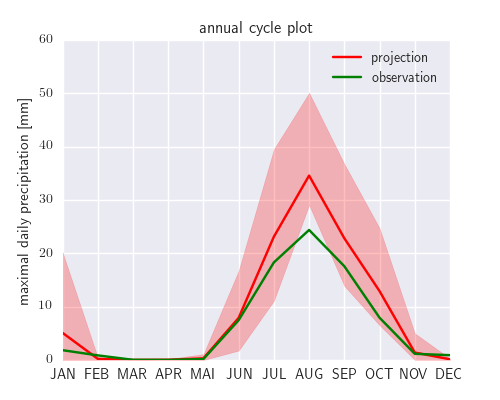 annual cycle plot
projection
observation
maximal daily precipitation [mm]
60
50
40
30
20
10
0
JAN FEB MAR APR MAI JUN JUL AUG SEP OCT NOV DEC